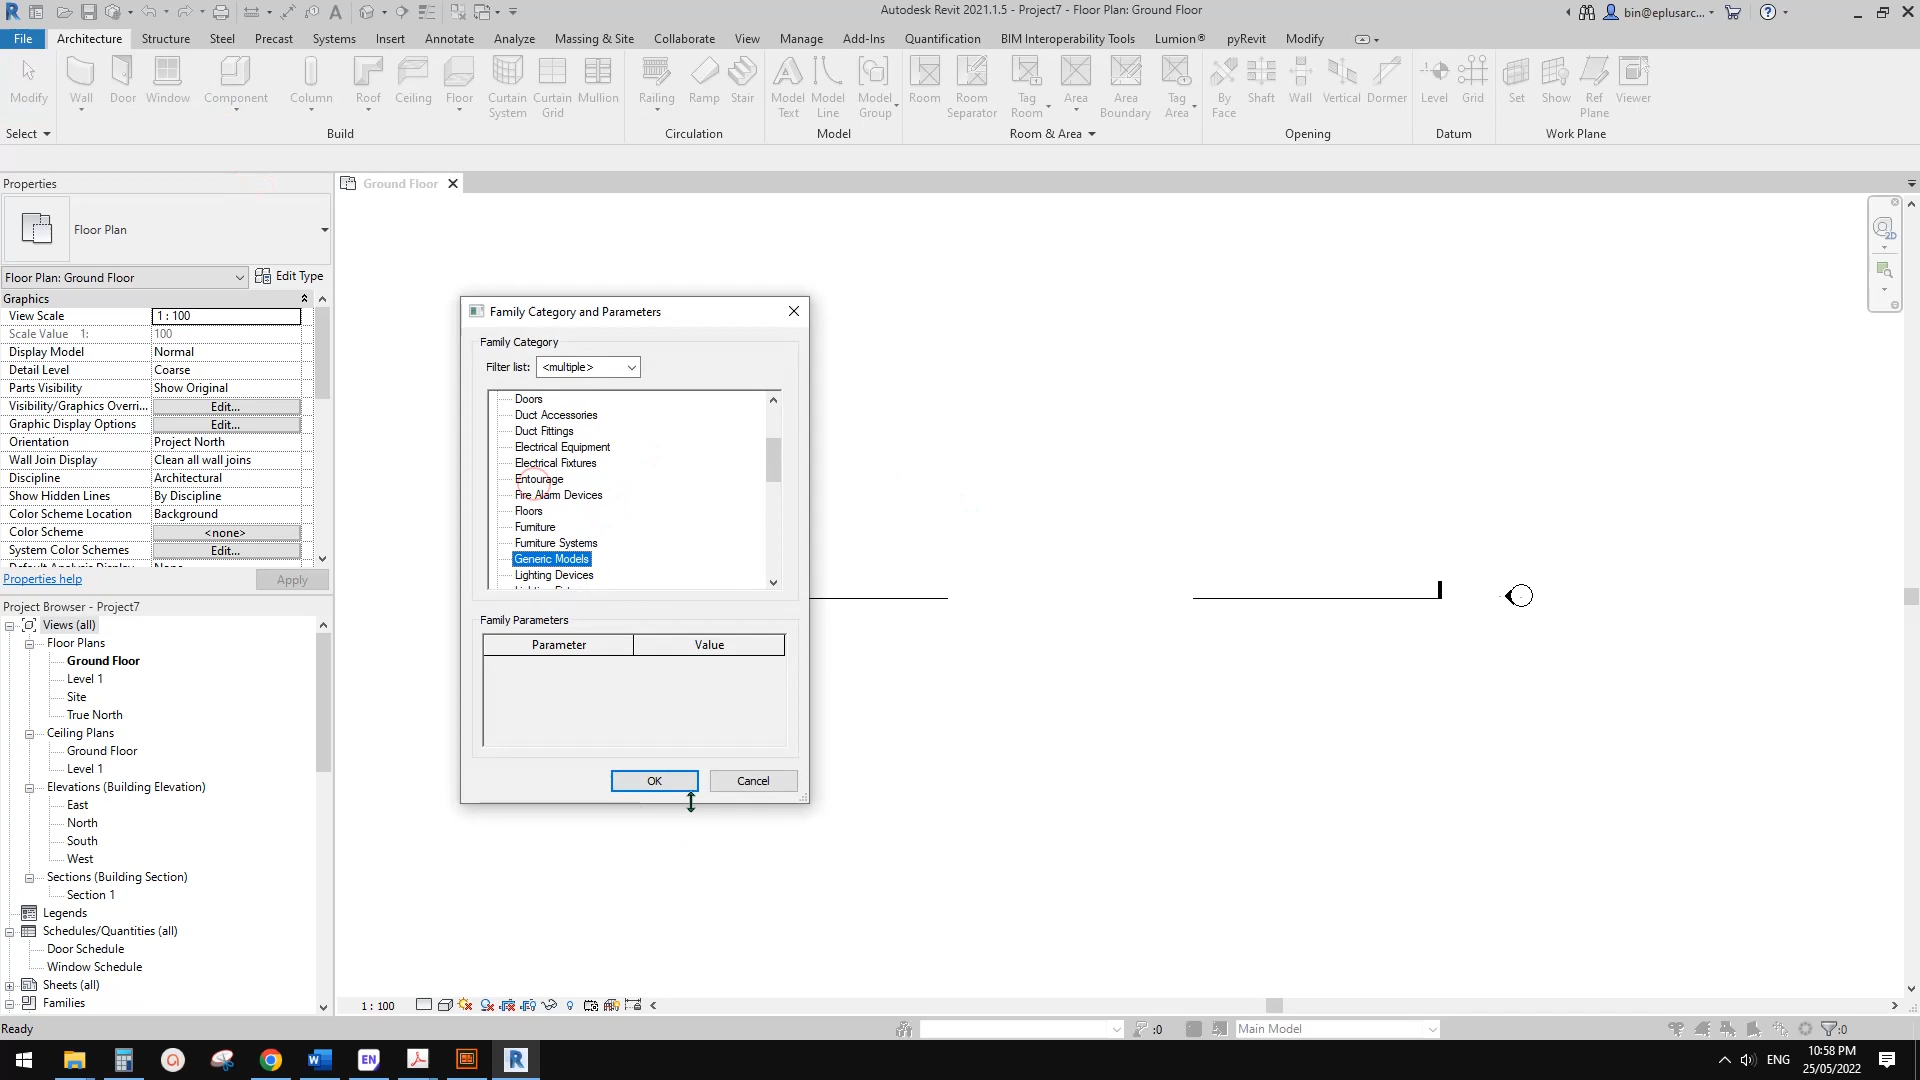 Autodesk Revit 2021.1.5 - Project7 - Floor Plan: Ground Floor
bin@eplusarc...
File Architecture Structure Steel Precast Systems Insert Annotate Analyze Massing & Site Collaborate View Manage Add-Ins Quantification BIM Interoperability Tools Lumion® pyRevit Modify
Modify Wall Door Window Component Column Roof Ceiling Floor Curtain System Curtain Grid Mullion Railing Ramp Stair Model Text Model Line Model Group Room Room Separator Tag Room Area Area Boundary Tag Area By Face Shaft Wall Vertical Dormer Level Grid Set Show Ref Plane Viewer
Select Build Circulation Model Room & Area Opening Datum Work Plane
Properties
Ground Floor
Floor Plan
Floor Plan: Ground Floor Edit Type
Graphics
View Scale 1 : 100
Scale Value 1: 100
Display Model Normal
Detail Level Coarse
Parts Visibility Show Original
Visibility/Graphics Overri... Edit...
Graphic Display Options Edit...
Orientation Project North
Wall Join Display Clean all wall joins
Discipline Architectural
Show Hidden Lines By Discipline
Color Scheme Location Background
Color Scheme <none>
System Color Schemes Edit...
Properties help Apply
Project Browser - Project7
Views (all)
Floor Plans
Ground Floor
Level 1
Site
True North
Ceiling Plans
Ground Floor
Level 1
Elevations (Building Elevation)
East
North
South
West
Sections (Building Section)
Section 1
Legends
Schedules/Quantities (all)
Door Schedule
Window Schedule
Sheets (all)
Families
Family Category and Parameters
Family Category
Filter list: <multiple>
Doors
Duct Accessories
Duct Fittings
Electrical Equipment
Electrical Fixtures
Entourage
Fire Alarm Devices
Floors
Furniture
Furniture Systems
Generic Models
Lighting Devices
Family Parameters
Parameter Value
OK Cancel
1 : 100
Ready
:0 Main Model :0
EN
ENG
10:58 PM
25/05/2022